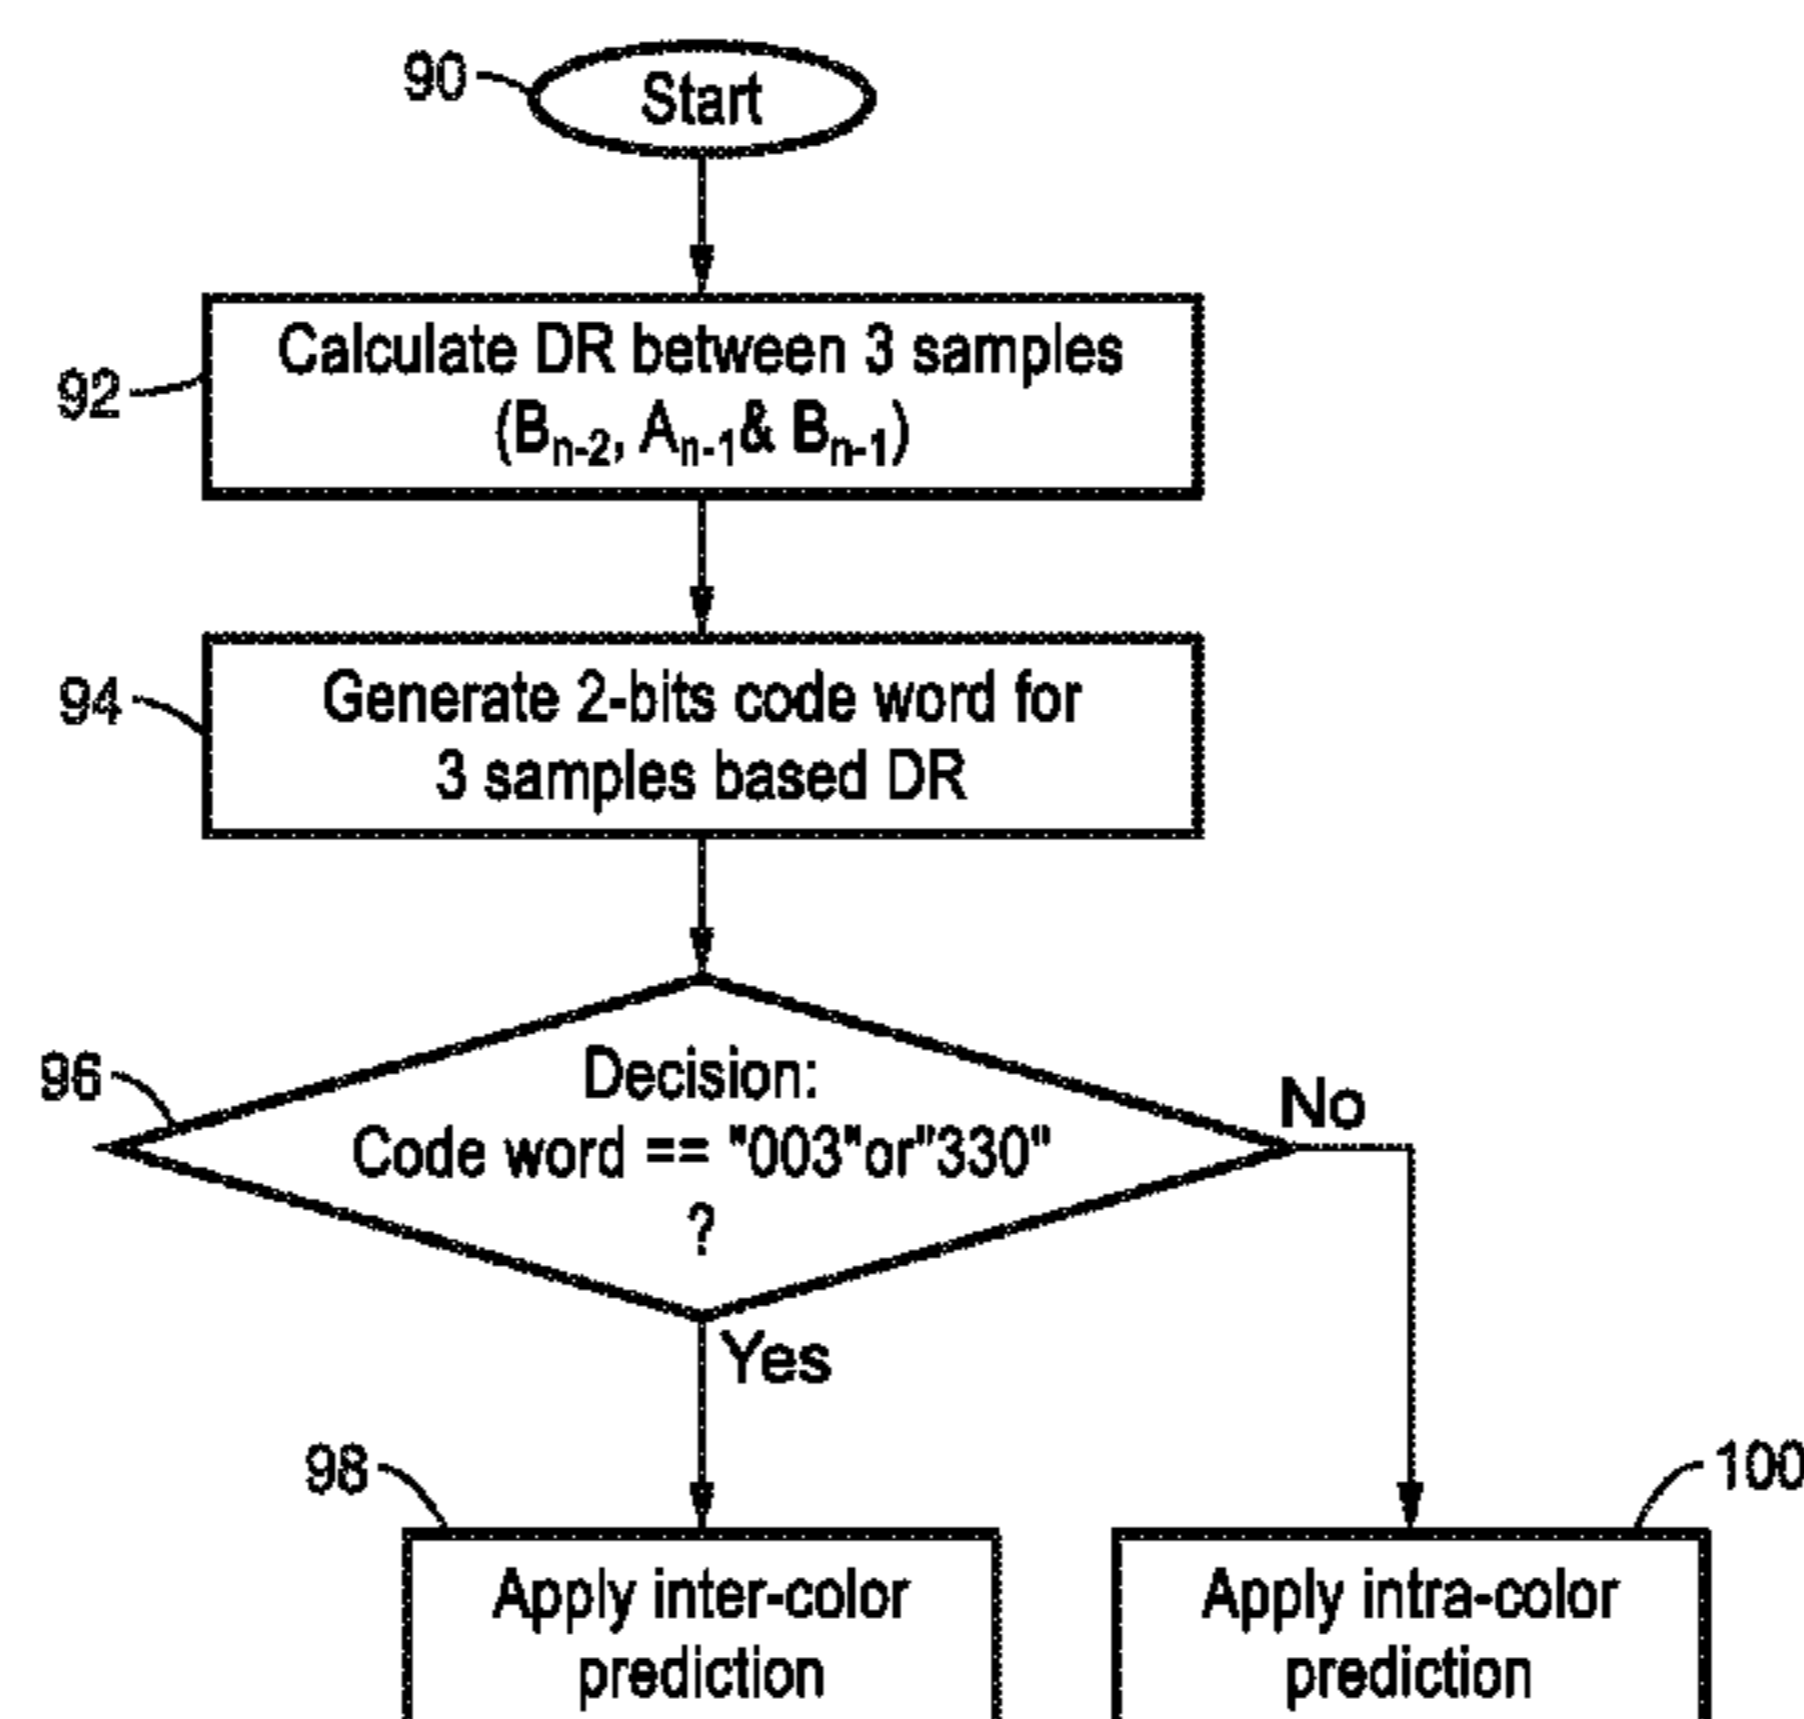 90
Start
92
Calculate DR between 3 samples
(Bn-2, An-1& Bn-1)
94
Generate 2-bits code word for
3 samples based DR
96
Decision:
Code word == "003"or"330"
?
No
Yes
98
100
Apply inter-color
prediction
Apply intra-color
prediction